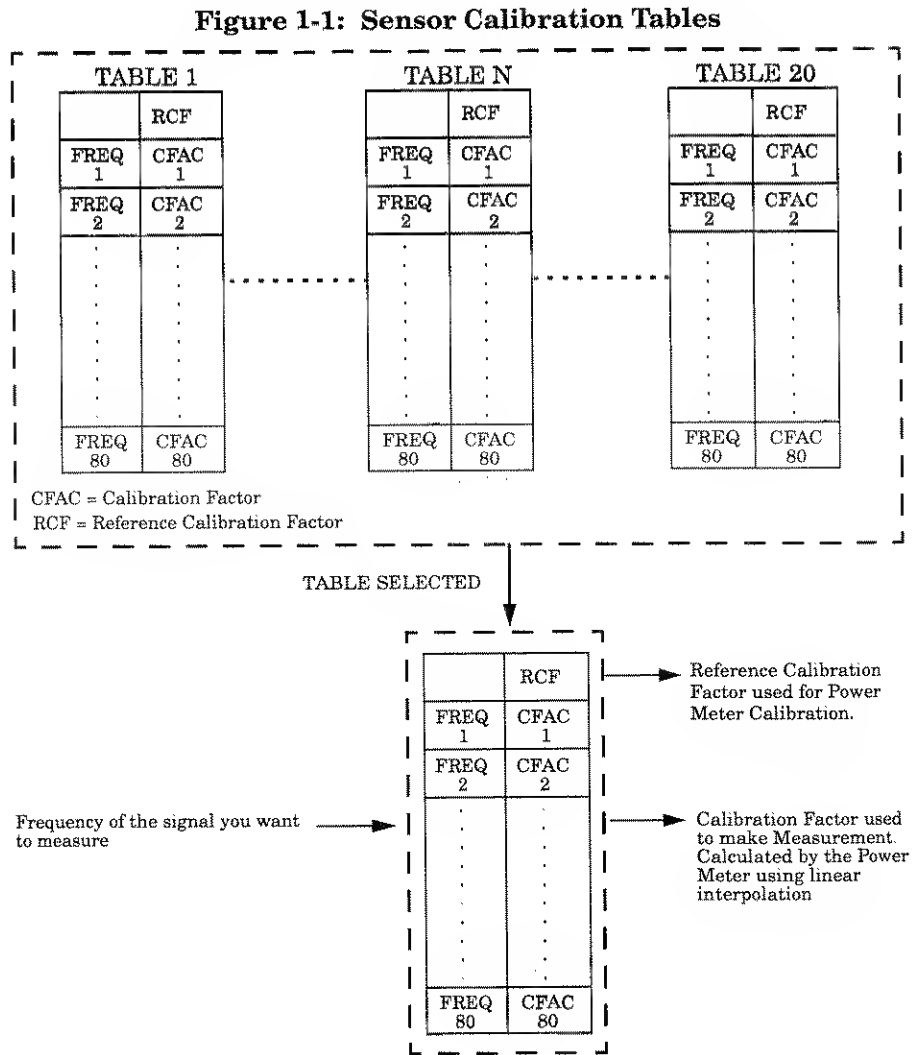 Figure 1-1: Sensor Calibration Tables
TABLE 1
RCF
FREQ 1
CFAC 1
FREQ 2
CFAC 2
FREQ 80
CFAC 80
TABLE N
RCF
FREQ 1
CFAC 1
FREQ 2
CFAC 2
FREQ 80
CFAC 80
TABLE 20
RCF
FREQ 1
CFAC 1
FREQ 2
CFAC 2
FREQ 80
CFAC 80
CFAC = Calibration Factor
RCF = Reference Calibration Factor
TABLE SELECTED
RCF
FREQ 1
CFAC 1
FREQ 2
CFAC 2
FREQ 80
CFAC 80
Reference Calibration
Factor used for Power
Meter Calibration.
Frequency of the signal you want
to measure
Calibration Factor used
to make Measurement.
Calculated by the Power
Meter using linear
interpolation